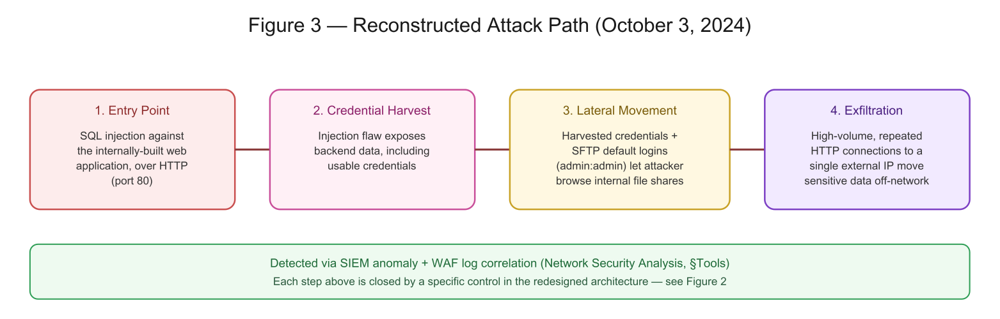 Figure 3 — Reconstructed Attack Path (October 3, 2024)
1. Entry Point
SQL injection against
the internally-built web
application, over HTTP
(port 80)
2. Credential Harvest
Injection flaw exposes
backend data, including
usable credentials
3. Lateral Movement
Harvested credentials +
SFTP default logins
(admin:admin) let attacker
browse internal file shares
4. Exfiltration
High-volume, repeated
HTTP connections to a
single external IP move
sensitive data off-network
Detected via SIEM anomaly + WAF log correlation (Network Security Analysis, §Tools)
Each step above is closed by a specific control in the redesigned architecture — see Figure 2